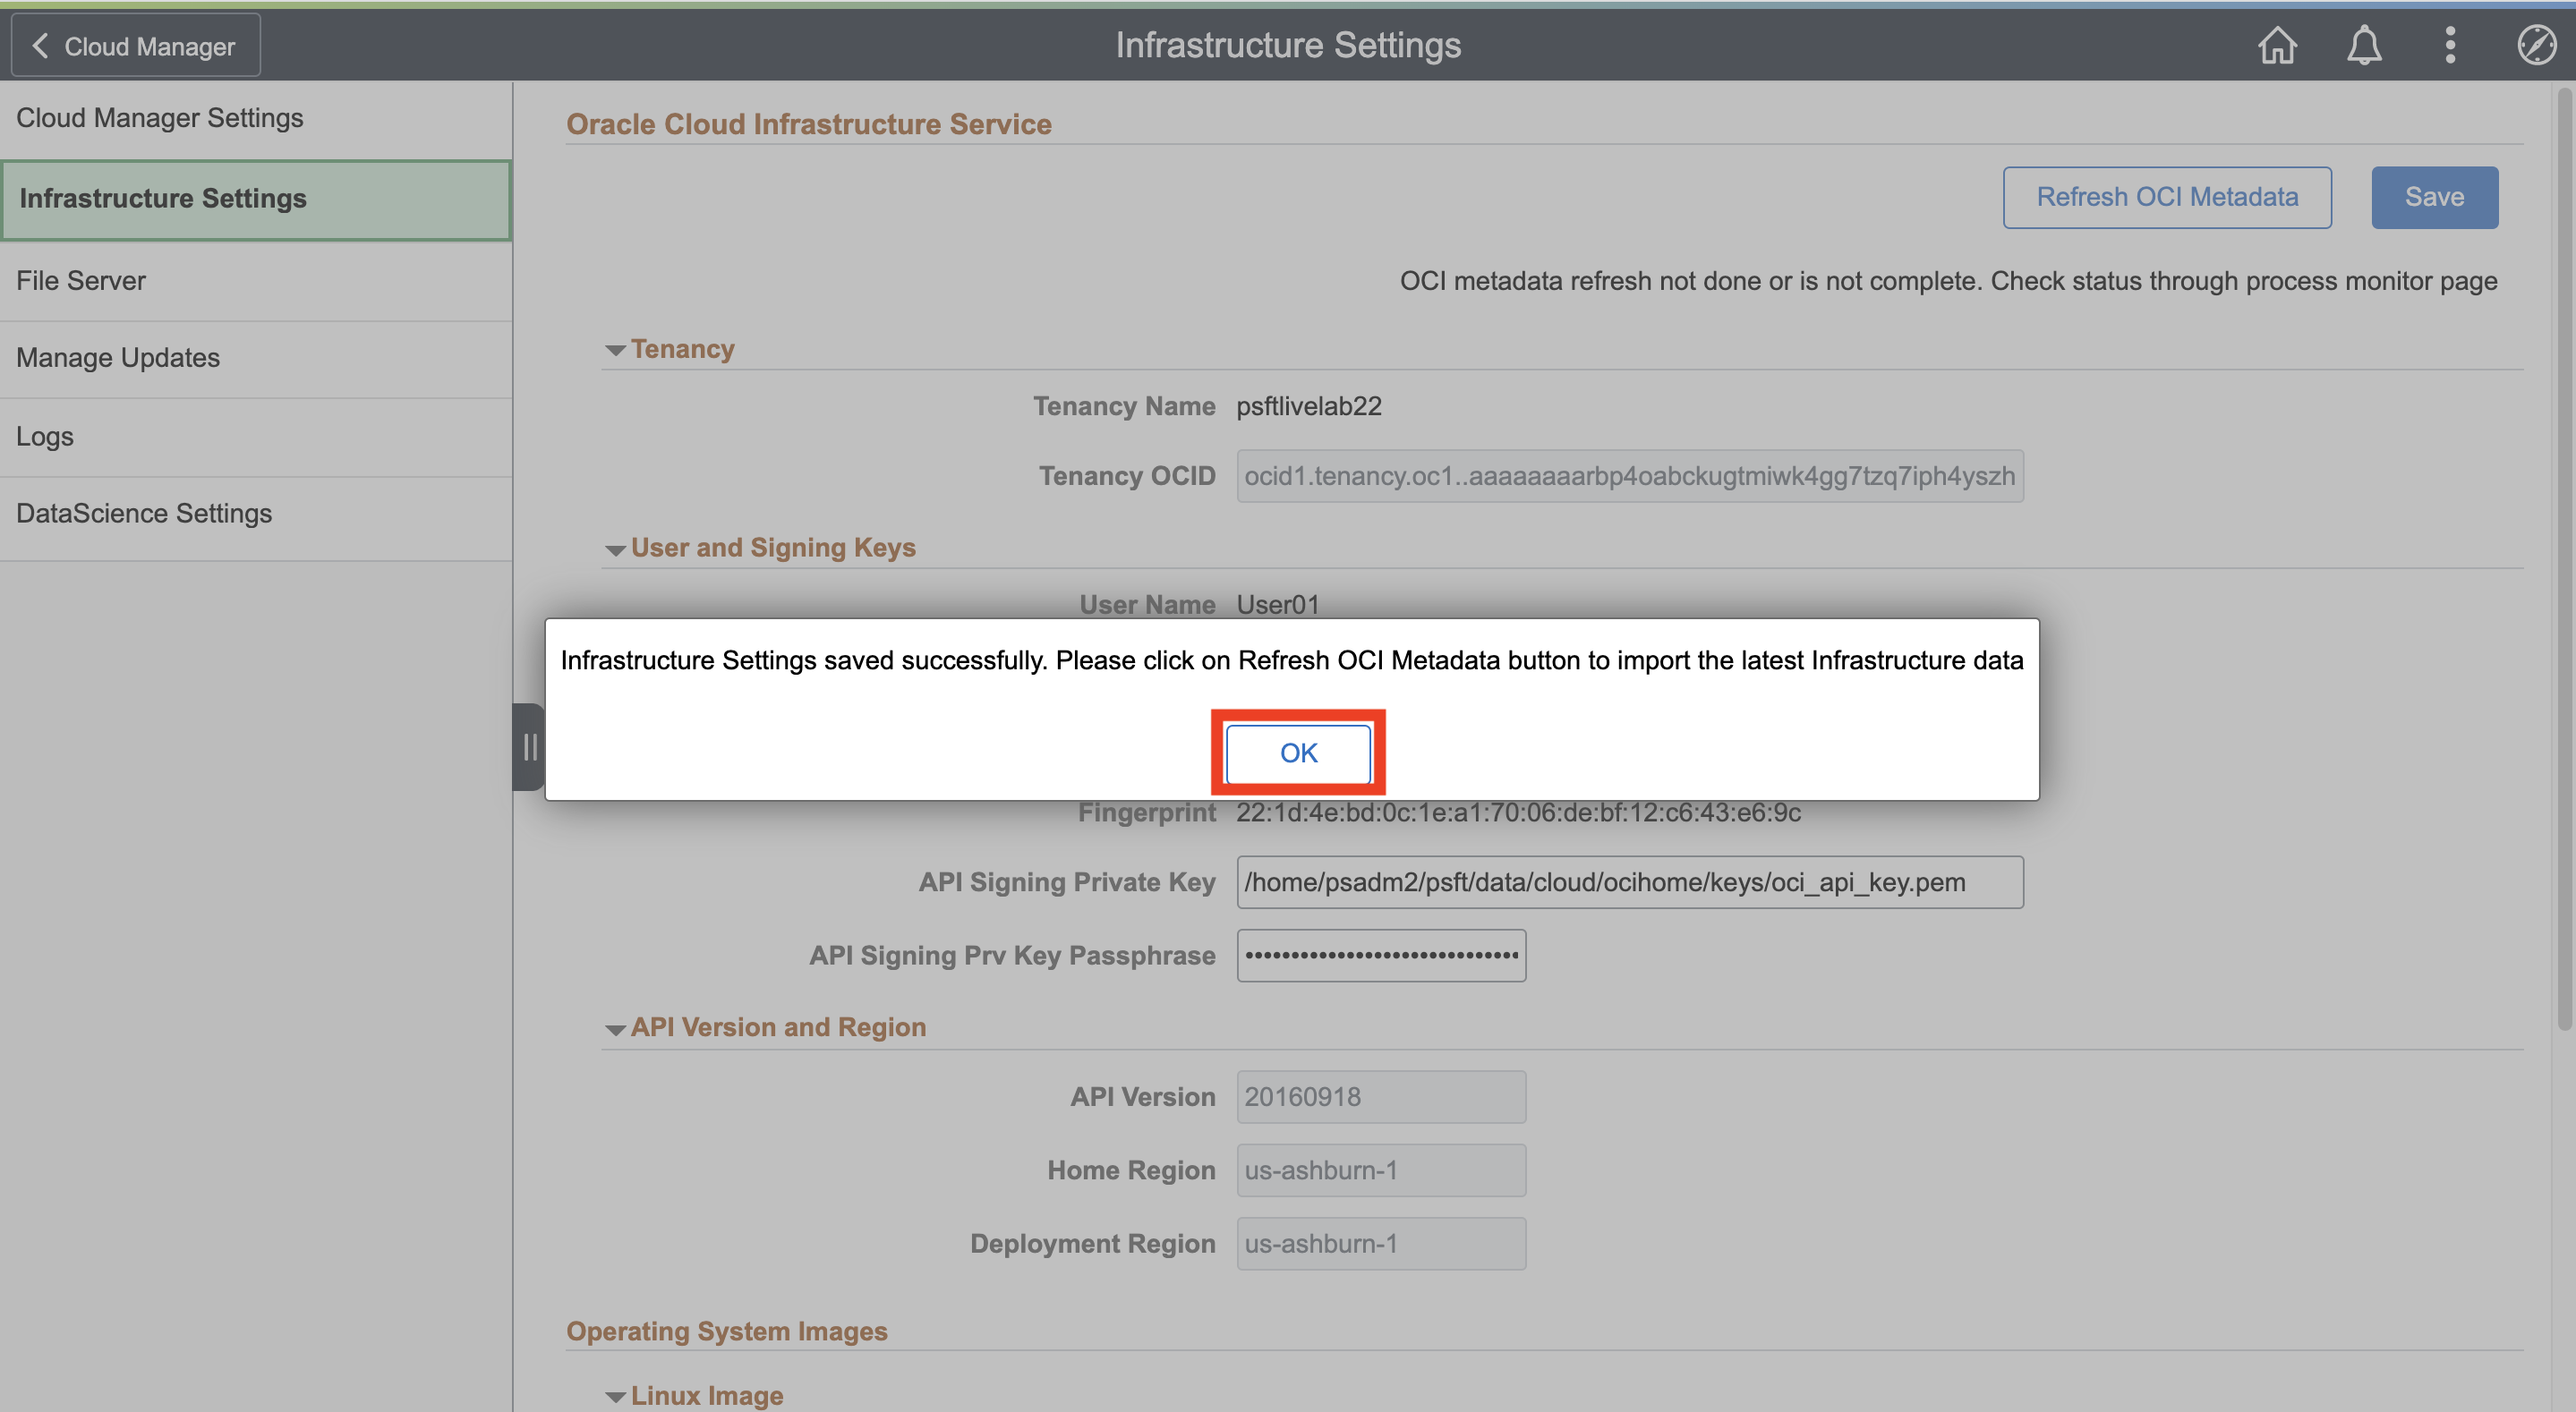 Cloud Manager
Infrastructure Settings
Cloud Manager Settings
Infrastructure Settings
File Server
Manage Updates
Logs
DataScience Settings
Oracle Cloud Infrastructure Service
Refresh OCI Metadata
Save
OCI metadata refresh not done or is not complete. Check status through process monitor page
Tenancy
Tenancy Name psftlivelab22
Tenancy OCID ocid1.tenancy.oc1..aaaaaaaarbp4oabckugtmiwk4gg7tzq7iph4yszh
User and Signing Keys
User Name User01
Infrastructure Settings saved successfully. Please click on Refresh OCI Metadata button to import the latest Infrastructure data
OK
Fingerprint 22:1d:4e:bd:0c:1e:a1:70:06:de:bf:12:c6:43:e6:9c
API Signing Private Key /home/psadm2/psft/data/cloud/ocihome/keys/oci_api_key.pem
API Signing Prv Key Passphrase
API Version and Region
API Version 20160918
Home Region us-ashburn-1
Deployment Region us-ashburn-1
Operating System Images
Linux Image